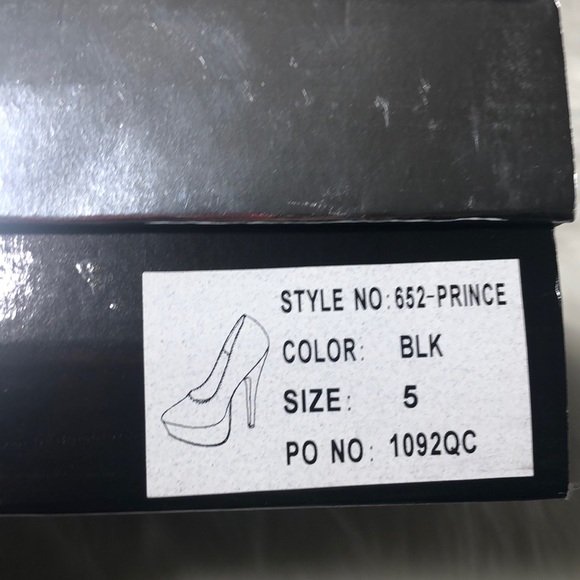 STYLE NO:652-PRINCE
COLOR: BLK
SIZE: 5
PO NO: 1092QC